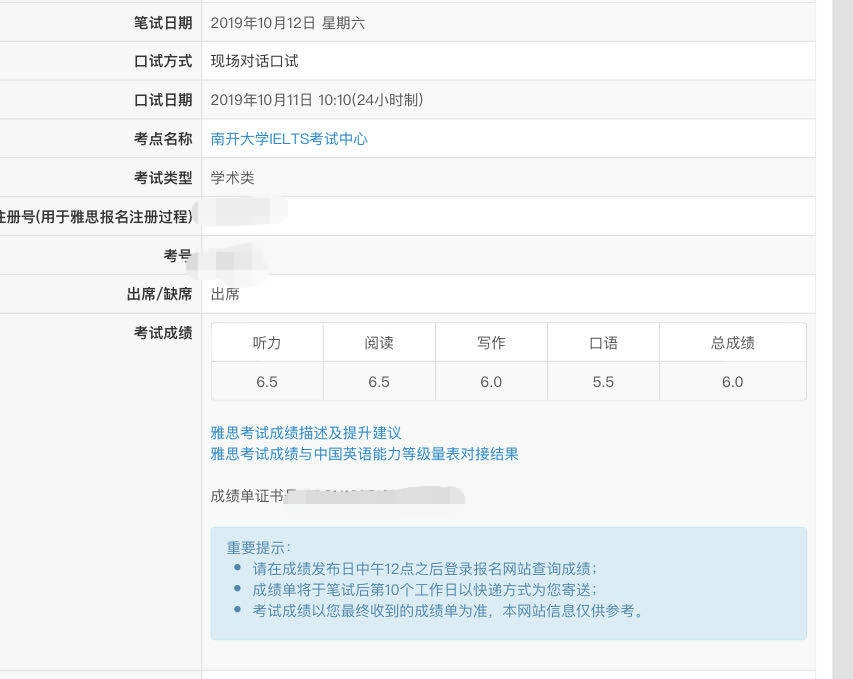 笔试日期 2019年10月12日 星期六
口试方式 现场对话口试
口试日期 2019年10月11日 10:10(24小时制)
考点名称 南开大学IELTS考试中心
考试类型 学术类
注册号(用于雅思报名注册过程)
考号
出席/缺席 出席
考试成绩
听力 阅读 写作 口语 总成绩
6.5 6.5 6.0 5.5 6.0
雅思考试成绩描述及提升建议
雅思考试成绩与中国英语能力等级量表对接结果
成绩单证书号
重要提示:
请在成绩发布日中午12点之后登录报名网站查询成绩;
成绩单将于笔试后第10个工作日以快递方式为您寄送;
考试成绩以您最终收到的成绩单为准，本网站信息仅供参考。